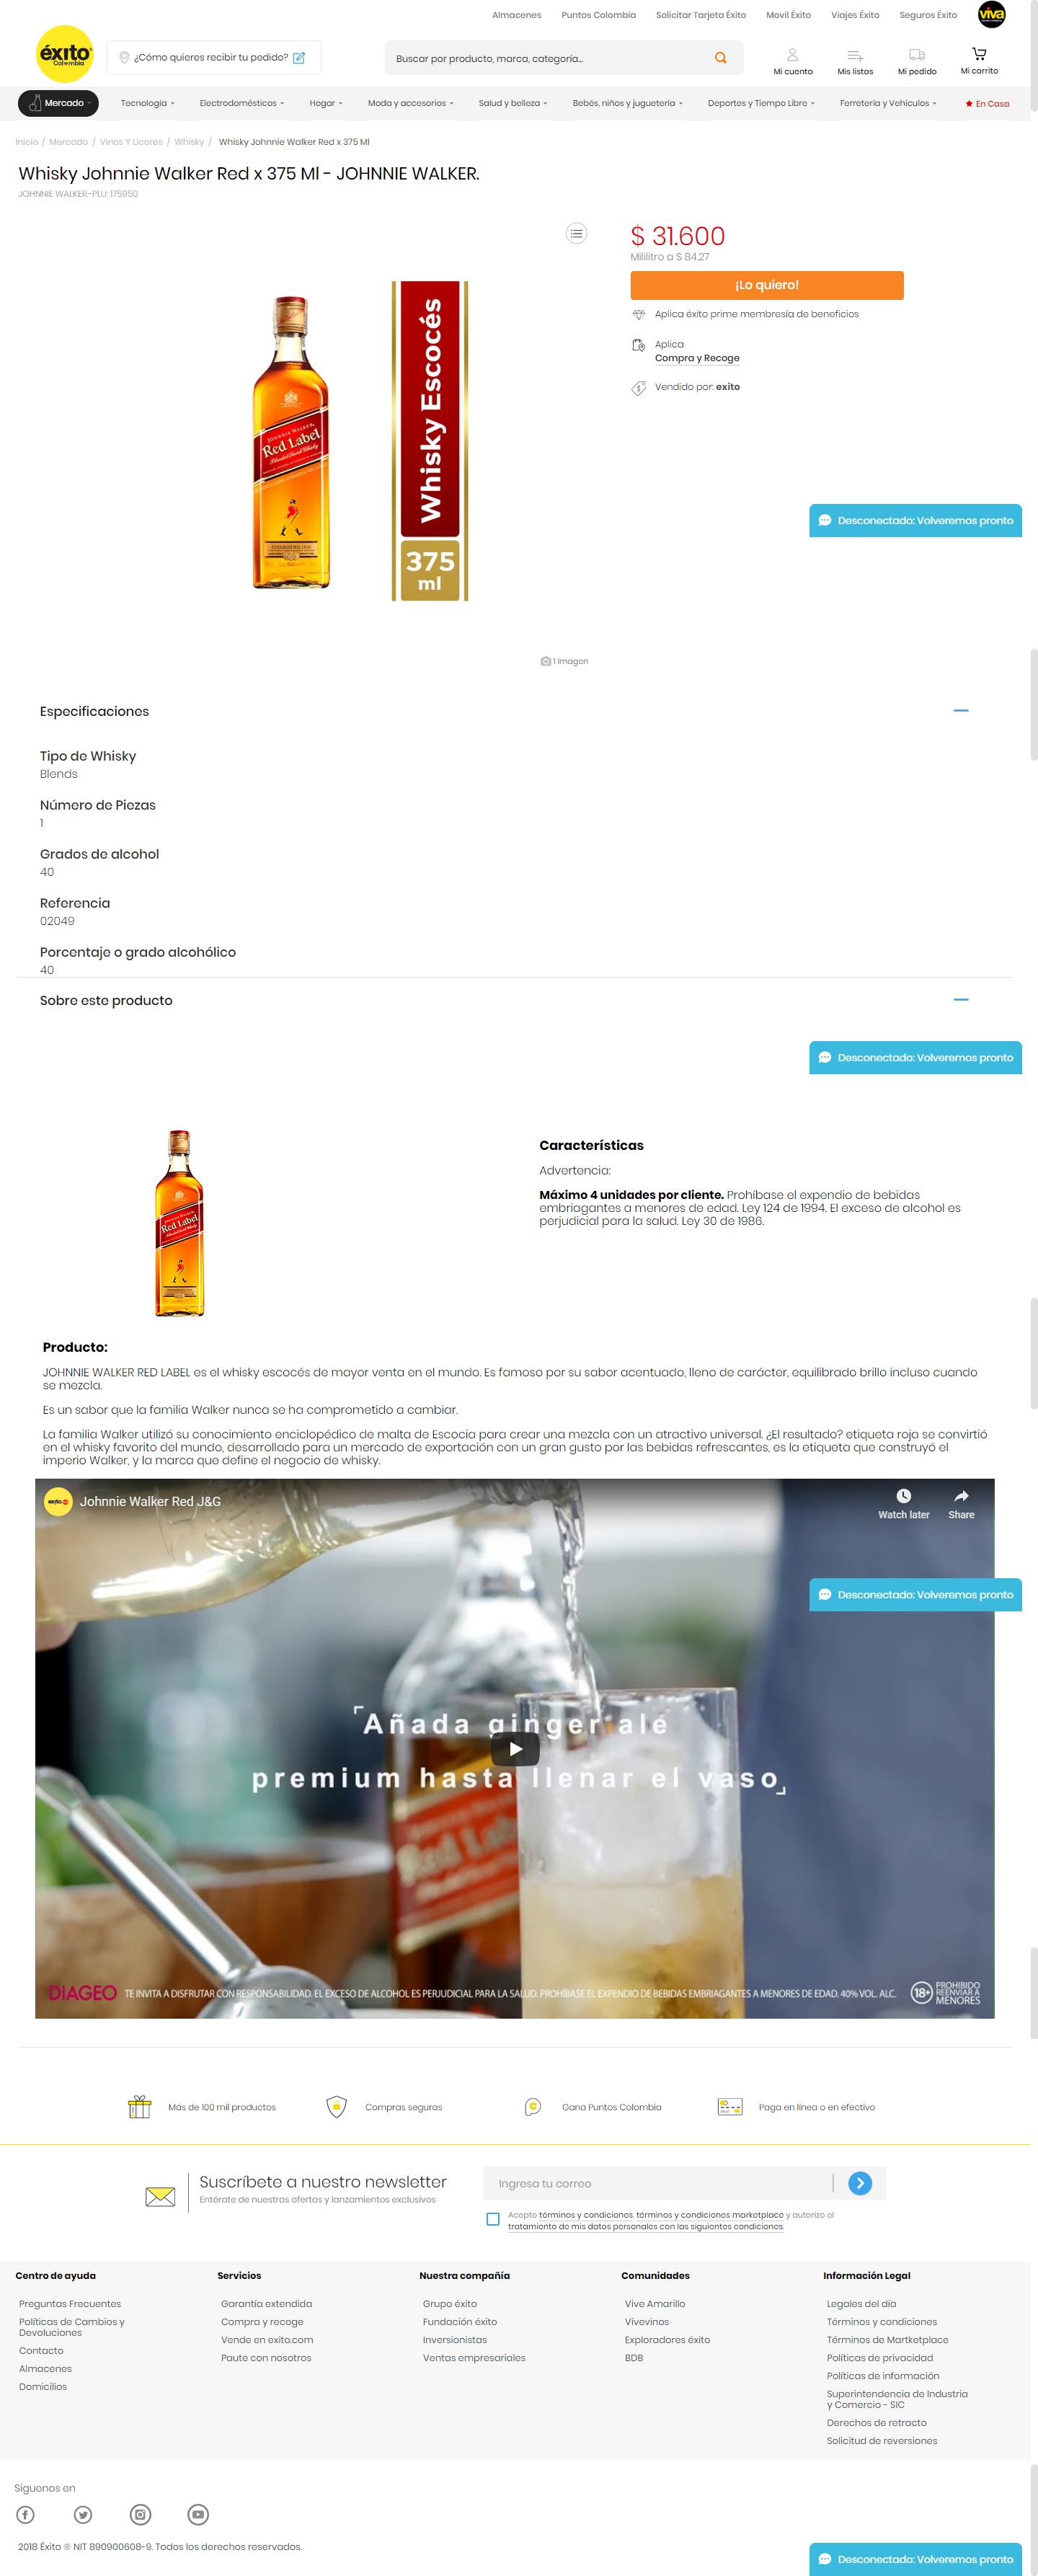 Almacenes Puntos Colombia Solicitar Tarjeta Éxito Movil Éxito Viajes Éxito Seguros Éxito viva
éxito
Colombia
¿Cómo quieres recibir tu pedido?
Buscar por producto, marca, categoría...
Mi cuenta Mis listas Mi pedido Mi carrito
Mercado Tecnología Electrodomésticos Hogar Moda y accesorios Salud y belleza Bebés, niños y juguetería Deportes y Tiempo Libre Ferretería y Vehículos En Casa
Inicio / Mercado / Vinos Y Licores / Whisky / Whisky Johnnie Walker Red x 375 Ml
Whisky Johnnie Walker Red x 375 Ml - JOHNNIE WALKER.
JOHNNIE WALKER-PLU: 175950
$ 31.600
Mililitro a $ 84,27
¡Lo quiero!
Aplica éxito prime membresía de beneficios
Aplica
Compra y Recoge
Vendido por: exito
JOHNNIE WALKER.
Red Label
Blended Scotch Whisky
Whisky Escocés
375
ml
Desconectado: Volveremos pronto
1 Imagen
Especificaciones
Tipo de Whisky
Blends
Número de Piezas
1
Grados de alcohol
40
Referencia
02049
Porcentaje o grado alcohólico
40
Sobre este producto
Desconectado: Volveremos pronto
Red Label
Características
Advertencia:
Máximo 4 unidades por cliente. Prohíbase el expendio de bebidas
embriagantes a menores de edad. Ley 124 de 1994. El exceso de alcohol es
perjudicial para la salud. Ley 30 de 1986.
Producto:
JOHNNIE WALKER RED LABEL es el whisky escocés de mayor venta en el mundo. Es famoso por su sabor acentuado, lleno de carácter, equilibrado brillo incluso cuando
se mezcla.
Es un sabor que la familia Walker nunca se ha comprometido a cambiar.
La familia Walker utilizó su conocimiento enciclopédico de malta de Escocia para crear una mezcla con un atractivo universal. ¿El resultado? etiqueta roja se convirtió
en el whisky favorito del mundo, desarrollado para un mercado de exportación con un gran gusto por las bebidas refrescantes, es la etiqueta que construyó el
imperio Walker, y la marca que define el negocio de whisky.
Johnnie Walker Red J&G
Watch later Share
Desconectado: Volveremos pronto
Añada ginger ale
premium hasta llenar el vaso
DIAGEO TE INVITA A DISFRUTAR CON RESPONSABILIDAD. EL EXCESO DE ALCOHOL ES PERJUDICIAL PARA LA SALUD. PROHÍBASE EL EXPENDIO DE BEBIDAS EMBRIAGANTES A MENORES DE EDAD. 40% VOL. ALC. 18+ PROHIBIDO
REENVIAR A
MENORES
Más de 100 mil productos Compras seguras Gana Puntos Colombia Paga en línea o en efectivo
Suscríbete a nuestro newsletter
Entérate de nuestras ofertas y lanzamientos exclusivos
Ingresa tu correo
Acepto términos y condiciones, términos y condiciones marketplace y autorizo el
tratamiento de mis datos personales con las siguientes condiciones.
Centro de ayuda
Preguntas Frecuentes
Políticas de Cambios y
Devoluciones
Contacto
Almacenes
Domicilios
Servicios
Garantía extendida
Compra y recoge
Vende en exito.com
Paute con nosotros
Nuestra compañía
Grupo éxito
Fundación éxito
Inversionistas
Ventas empresariales
Comunidades
Vive Amarillo
Vivevinos
Exploradores éxito
BDB
Información Legal
Legales del día
Términos y condiciones
Términos de Martketplace
Políticas de privacidad
Políticas de información
Superintendencia de Industria
y Comercio - SIC
Derechos de retracto
Solicitud de reversiones
Siguenos en
2018 Éxito ® NIT 890900608-9. Todos los derechos reservados.
Desconectado: Volveremos pronto